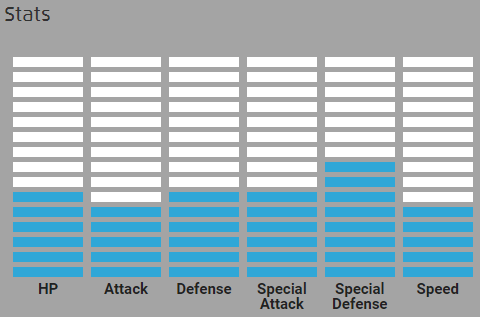 Stats
HP
Attack
Defense
Special
Attack
Special
Defense
Speed